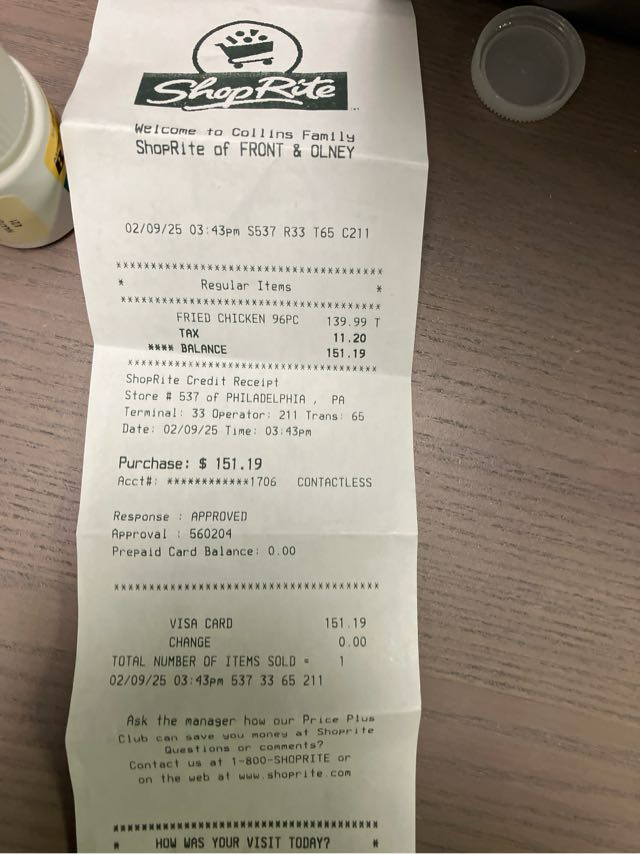 ShopRite
Welcome to Collins Family
ShopRite of FRONT & OLNEY
02/09/25 03:43pm S537 R33 T65 C211
****************************************
* Regular Items *
****************************************
FRIED CHICKEN 96PC 139.99 T
TAX 11.20
**** BALANCE 151.19
****************************************
ShopRite Credit Receipt
Store # 537 of PHILADELPHIA , PA
Terminal: 33 Operator: 211 Trans: 65
Date: 02/09/25 Time: 03:43pm
Purchase: $ 151.19
Acct#: ************1706 CONTACTLESS
Response : APPROVED
Approval : 560204
Prepaid Card Balance: 0.00
****************************************
VISA CARD 151.19
CHANGE 0.00
TOTAL NUMBER OF ITEMS SOLD = 1
02/09/25 03:43pm 537 33 65 211
Ask the manager how our Price Plus
Club can save you money at Shoprite
Questions or comments?
Contact us at 1-800-SHOPRITE or
on the web at www.shoprite.com
****************************************
* HOW WAS YOUR VISIT TODAY? *